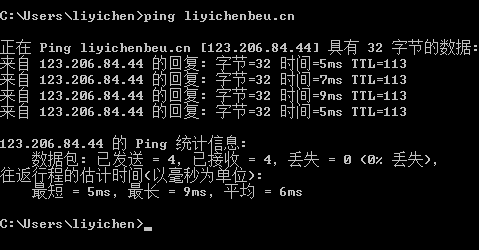 C:\Users\liyichen>ping liyichenbeu.cn
正在 Ping liyichenbeu.cn [123.206.84.44] 具有 32 字节的数据:
来自 123.206.84.44 的回复: 字节=32 时间=5ms TTL=113
来自 123.206.84.44 的回复: 字节=32 时间=7ms TTL=113
来自 123.206.84.44 的回复: 字节=32 时间=9ms TTL=113
来自 123.206.84.44 的回复: 字节=32 时间=5ms TTL=113
123.206.84.44 的 Ping 统计信息:
数据包: 已发送 = 4，已接收 = 4，丢失 = 0 (0% 丢失)，
往返行程的估计时间(以毫秒为单位):
最短 = 5ms，最长 = 9ms，平均 = 6ms
C:\Users\liyichen>